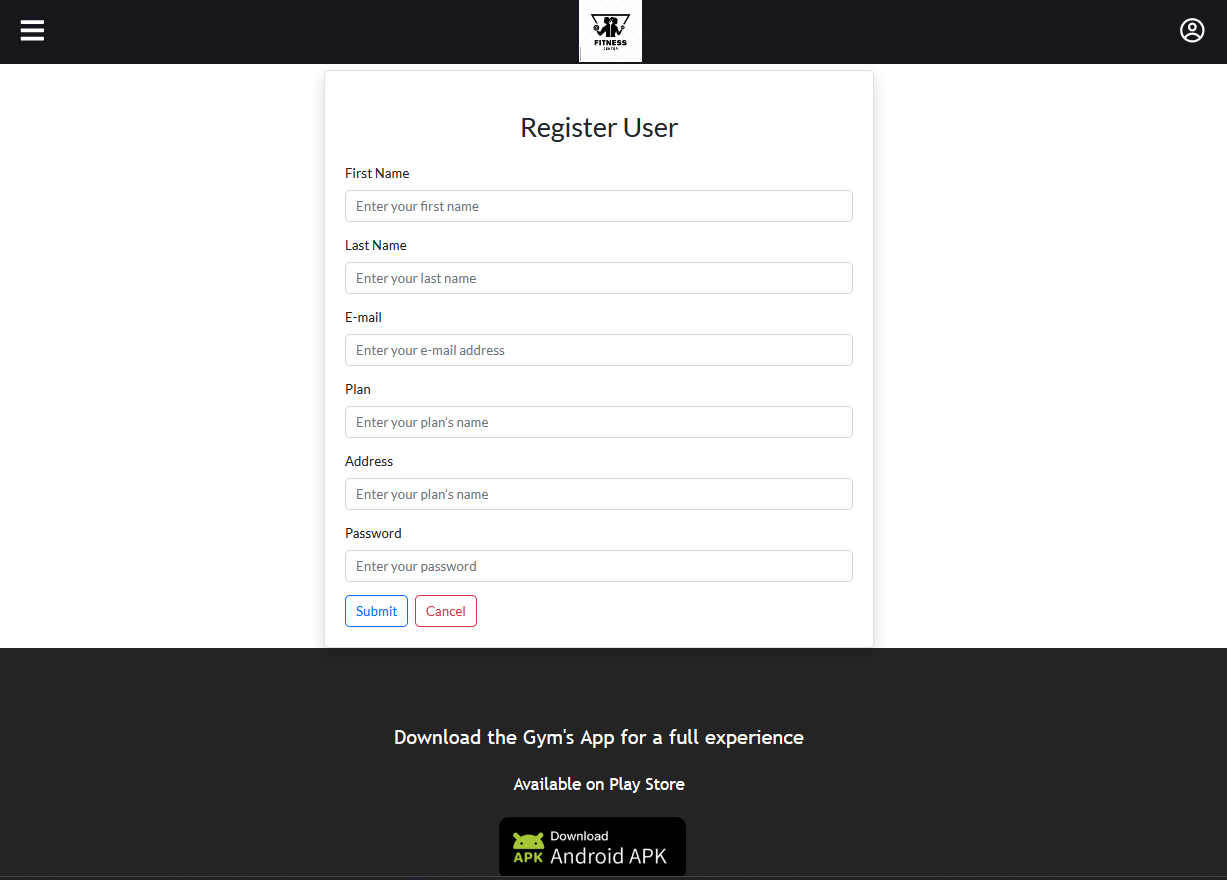 FITNESS
CENTER
Register User
First Name
Enter your first name
Last Name
Enter your last name
E-mail
Enter your e-mail address
Plan
Enter your plan's name
Address
Enter your plan's name
Password
Enter your password
Submit Cancel
Download the Gym's App for a full experience
Available on Play Store
Download
APK Android APK